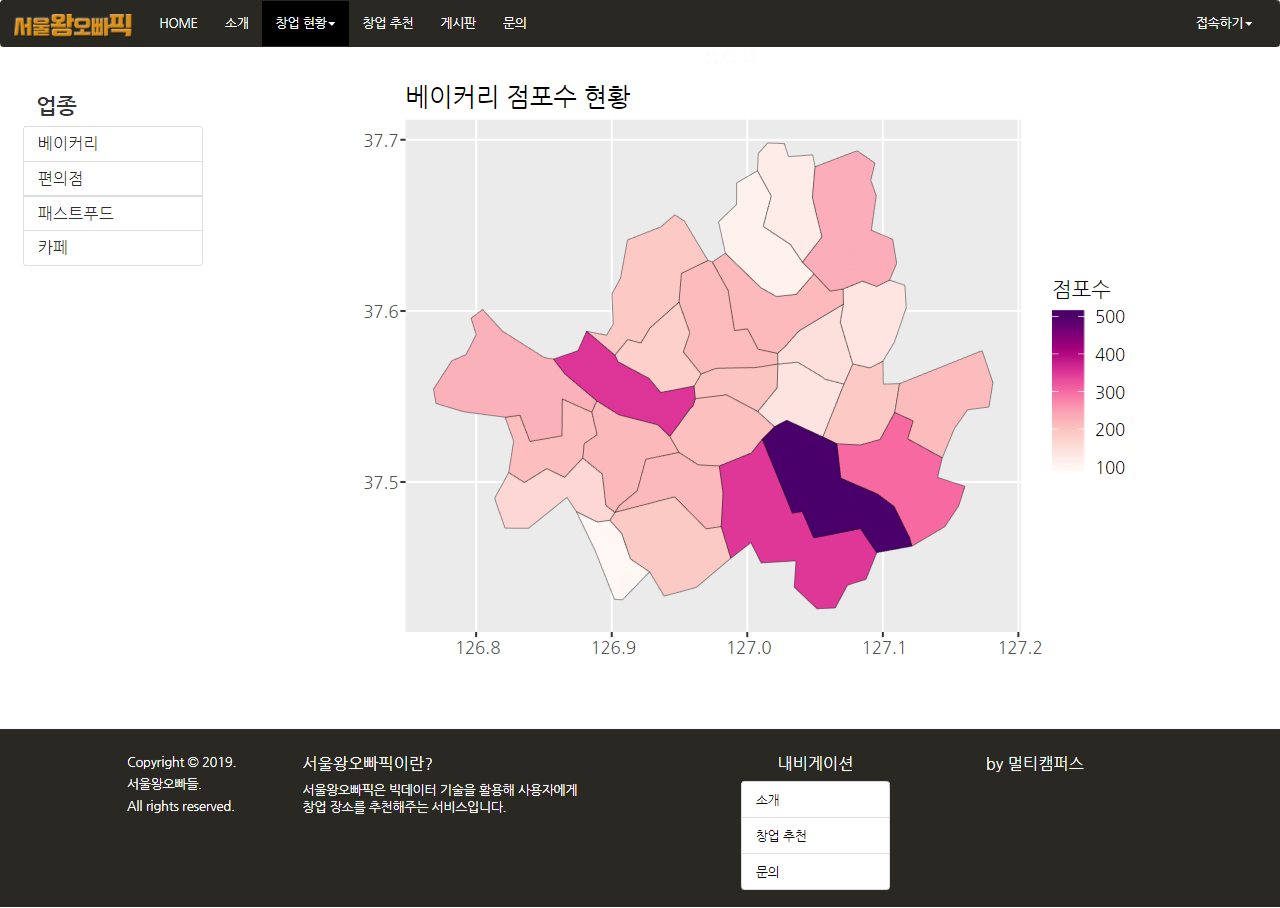 서울왕오빠픽
HOME
소개
창업 현황
창업 추천
게시판
문의
접속하기
업종
베이커리
편의점
패스트푸드
카페
베이커리 점포수 현황
37.7
37.6
37.5
126.8
126.9
127.0
127.1
127.2
점포수
500
400
300
200
100
Copyright © 2019.
서울왕오빠들.
All rights reserved.
서울왕오빠픽이란?
서울왕오빠픽은 빅데이터 기술을 활용해 사용자에게
창업 장소를 추천해주는 서비스입니다.
내비게이션
소개
창업 추천
문의
by 멀티캠퍼스